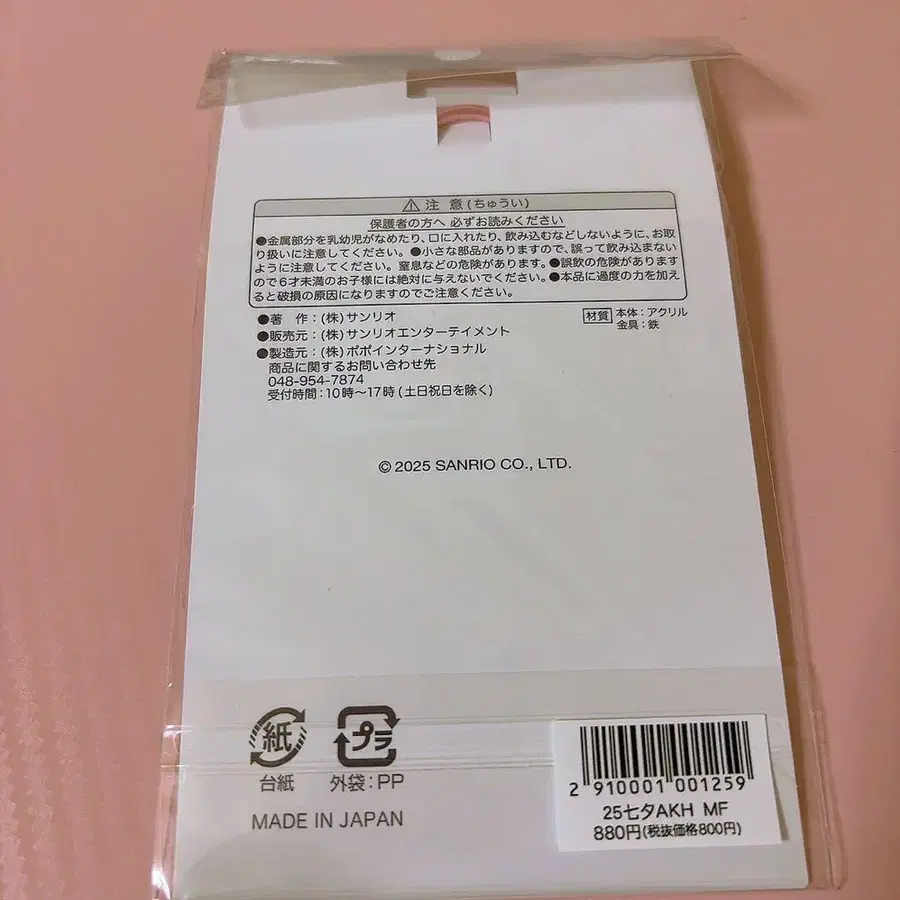 ⚠ 注 意 (ちゅうい)
保護者の方へ 必ずお読みください
●金属部分を乳幼児がなめたり、口に入れたり、飲み込むなどしないように、お取
り扱いに注意してください。●小さな部品がありますので、誤って飲み込まない
ように注意してください。窒息などの危険があります。●誤飲の危険があります
ので6才未満のお子様には絶対に与えないでください。●本品に過度の力を加え
ると破損の原因になりますのでご注意ください。
●著 作：(株)サンリオ
●販売元：(株)サンリオエンターテイメント
●製造元：(株)ポポインターナショナル
商品に関するお問い合わせ先
048-954-7874
受付時間：10時〜17時(土日祝日を除く)
材質 本体：アクリル
金具：鉄
© 2025 SANRIO CO., LTD.
紙
台紙
プラ
外袋：PP
MADE IN JAPAN
2 910001 001259
25七夕AKH MF
880円(税抜価格800円)